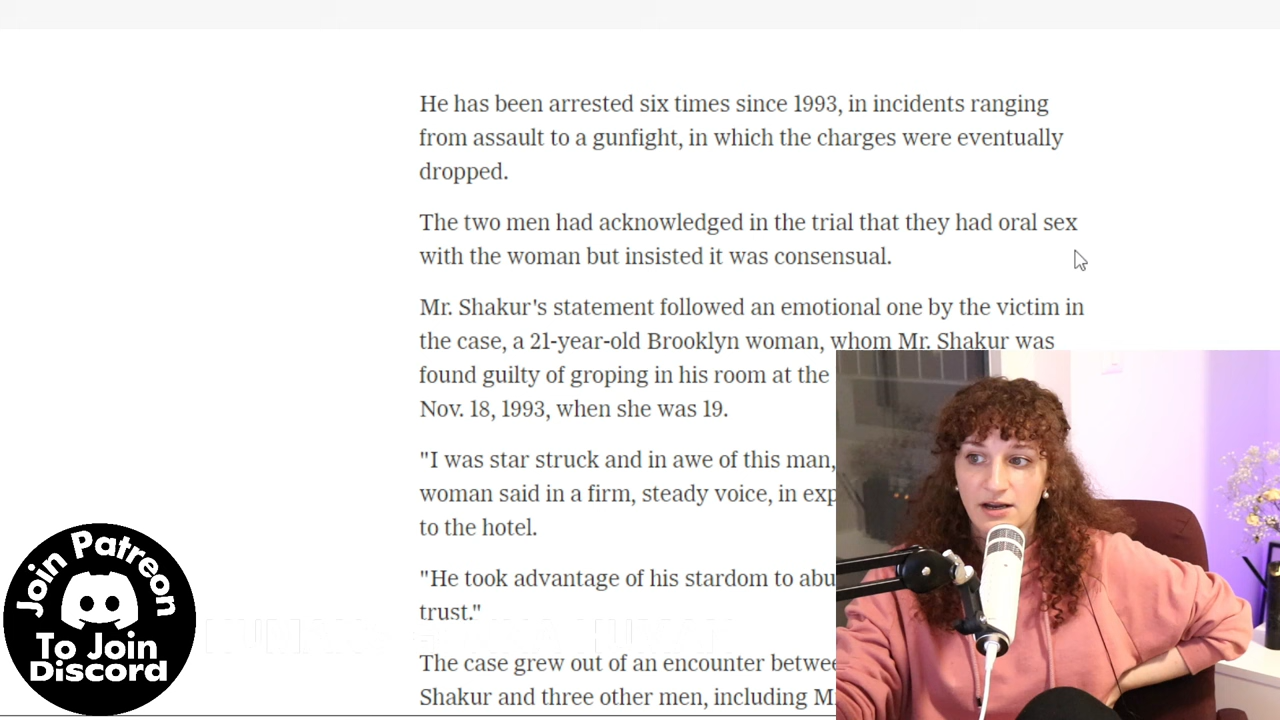 He has been arrested six times since 1993, in incidents ranging
from assault to a gunfight, in which the charges were eventually
dropped.
The two men had acknowledged in the trial that they had oral sex
with the woman but insisted it was consensual.
Mr. Shakur's statement followed an emotional one by the victim in
the case, a 21-year-old Brooklyn woman, whom Mr. Shakur was
found guilty of groping in his room at the
Nov. 18, 1993, when she was 19.
"I was star struck and in awe of this man,
woman said in a firm, steady voice, in
to the hotel.
"He took advantage of his stardom to
trust."
The case grew out of an encounter
Shakur and three other men, including
Join Patreon
To Join
Discord